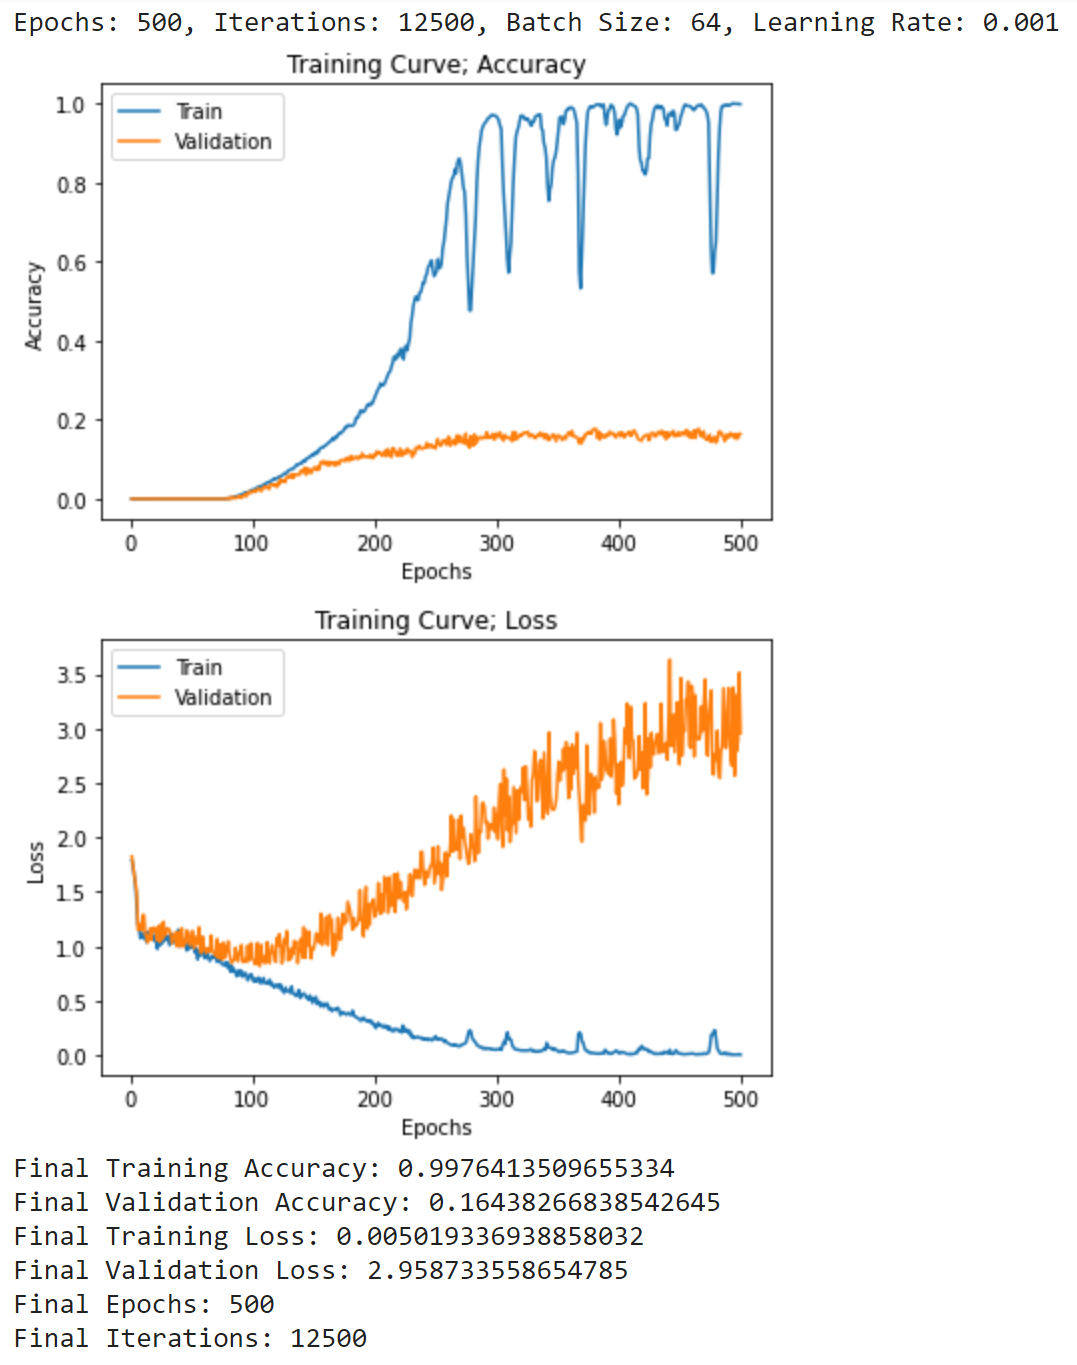 Epochs: 500, Iterations: 12500, Batch Size: 64, Learning Rate: 0.001
Training Curve; Accuracy
Train
Validation
1.0
0.8
0.6
0.4
0.2
0.0
Accuracy
0 100 200 300 400 500
Epochs
Training Curve; Loss
Train
Validation
3.5
3.0
2.5
2.0
1.5
1.0
0.5
0.0
Loss
0 100 200 300 400 500
Epochs
Final Training Accuracy: 0.9976413509655334
Final Validation Accuracy: 0.16438266838542645
Final Training Loss: 0.005019336938858032
Final Validation Loss: 2.958733558654785
Final Epochs: 500
Final Iterations: 12500